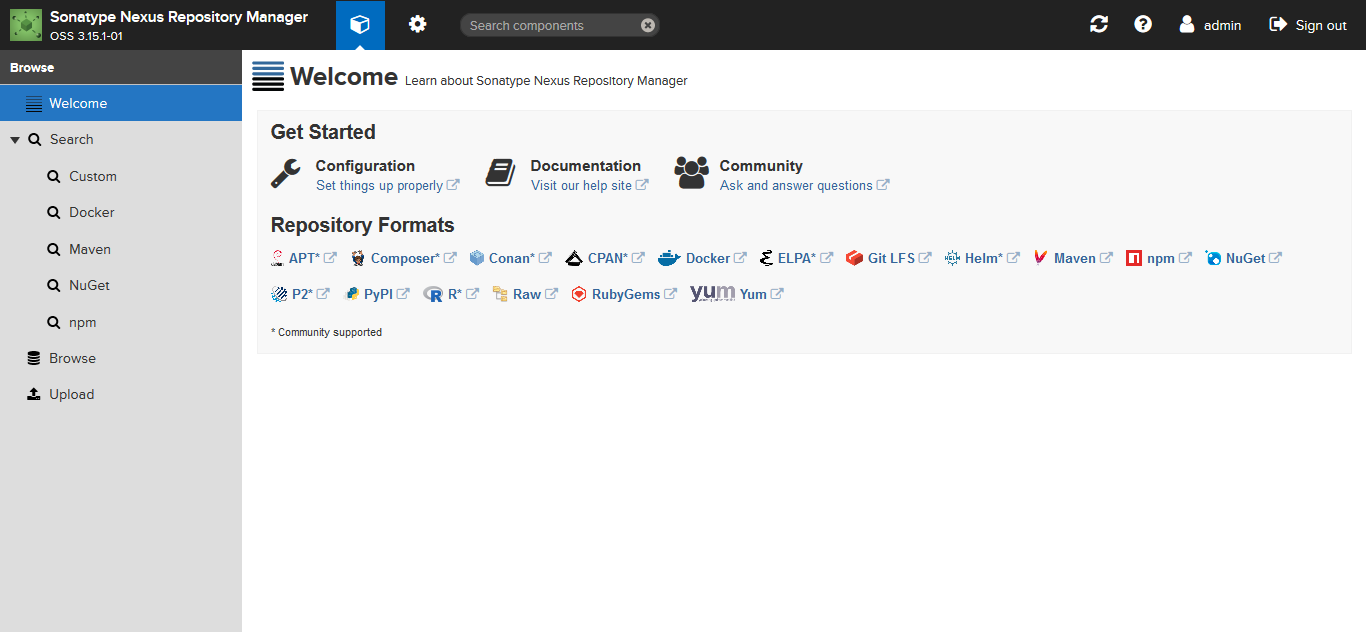 Sonatype Nexus Repository Manager
OSS 3.15.1-01
Search components
admin
Sign out
Browse
Welcome
Search
Custom
Docker
Maven
NuGet
npm
Browse
Upload
Welcome Learn about Sonatype Nexus Repository Manager
Get Started
Configuration
Set things up properly
Documentation
Visit our help site
Community
Ask and answer questions
Repository Formats
APT* Composer* Conan* CPAN* Docker ELPA* Git LFS Helm* Maven npm NuGet
P2* PyPI R* Raw RubyGems yum Yum
* Community supported